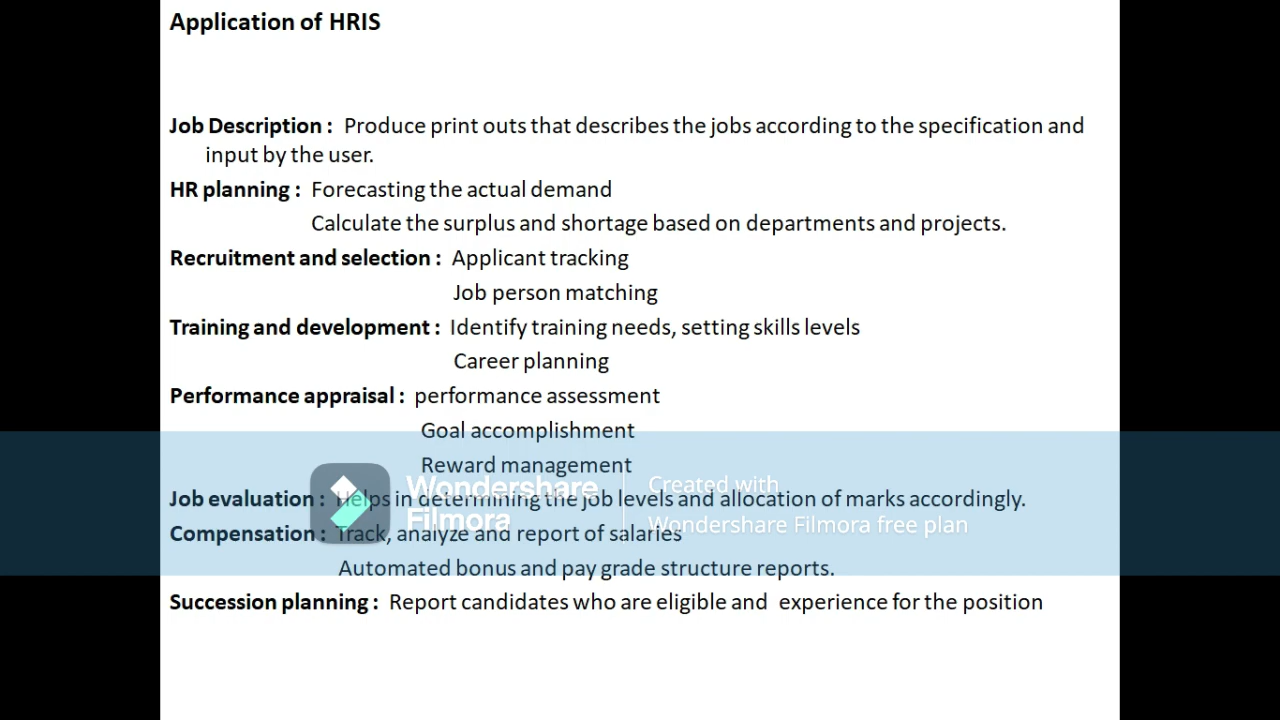 Application of HRIS
Job Description : Produce print outs that describes the jobs according to the specification and
input by the user.
HR planning : Forecasting the actual demand
Calculate the surplus and shortage based on departments and projects.
Recruitment and selection : Applicant tracking
Job person matching
Training and development : Identify training needs, setting skills levels
Career planning
Performance appraisal : performance assessment
Goal accomplishment
Reward management
Job evaluation : Helps in determining the job levels and allocation of marks accordingly.
Compensation : Track, analyze and report of salaries
Automated bonus and pay grade structure reports.
Succession planning : Report candidates who are eligible and experience for the position
Wondershare
Filmora
Created with
Wondershare Filmora free plan